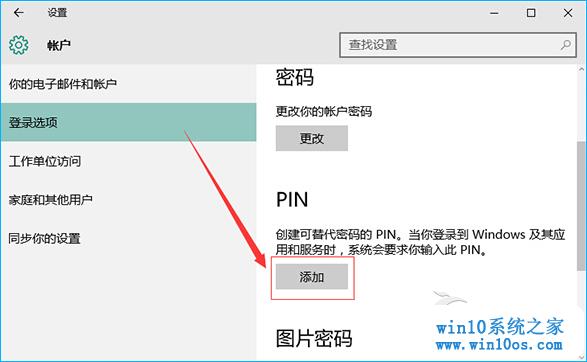 设置
帐户
查找设置
你的电子邮件和帐户
登录选项
工作单位访问
家庭和其他用户
同步你的设置
密码
更改你的帐户密码
更改
PIN
创建可替代密码的 PIN。当你登录到 Windows 及其应
用和服务时，系统会要求你输入此 PIN。
添加
图片密码
win10系统之家
www.win10os.com